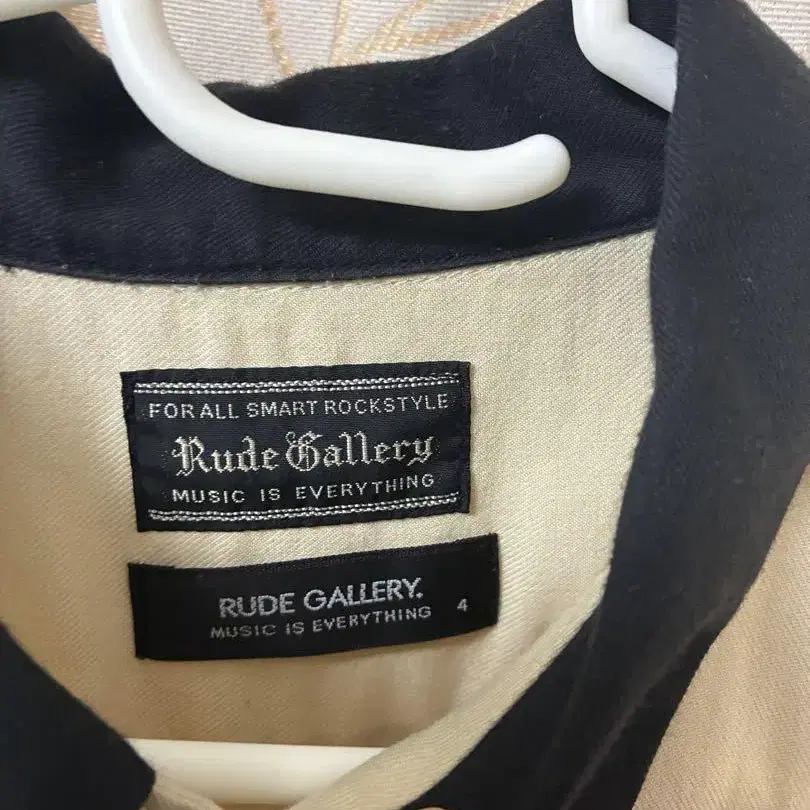 FOR ALL SMART ROCKSTYLE
Rude Gallery
MUSIC IS EVERYTHING
RUDE GALLERY. 4
MUSIC IS EVERYTHING